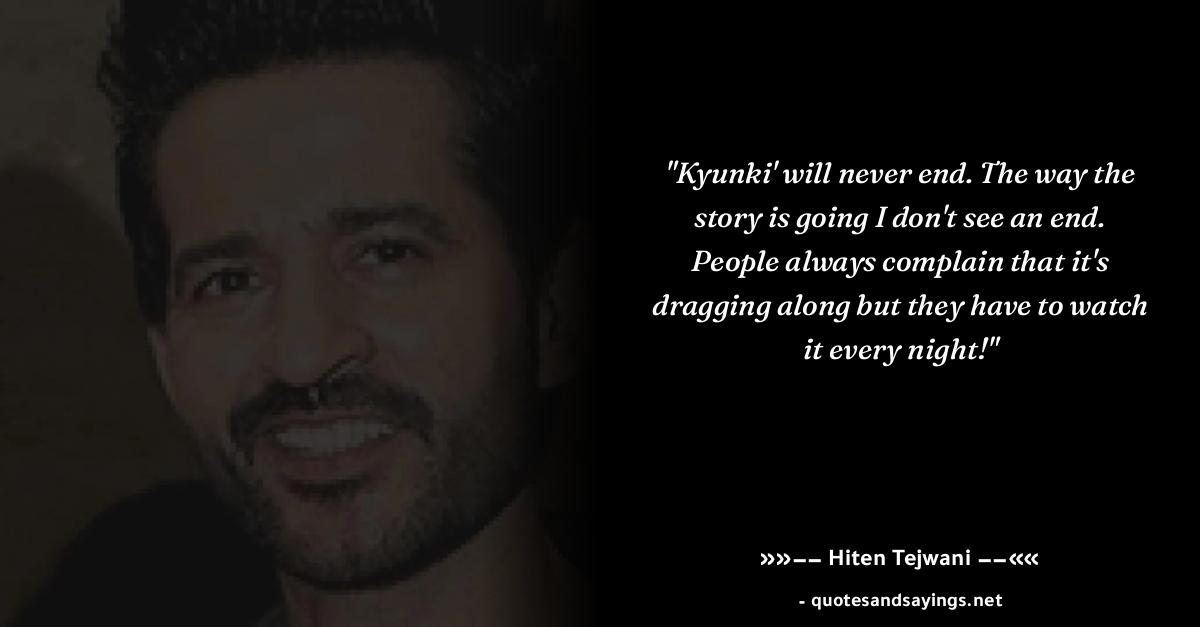 "Kyunki' will never end. The way the
story is going I don't see an end.
People always complain that it's
dragging along but they have to watch
it every night!"
»»–– Hiten Tejwani ––««
- quotesandsayings.net